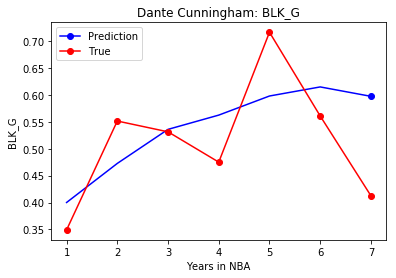 Dante Cunningham: BLK_G
Prediction
True
0.70
0.65
0.60
0.55
0.50
0.45
0.40
0.35
BLK_G
1 2 3 4 5 6 7
Years in NBA